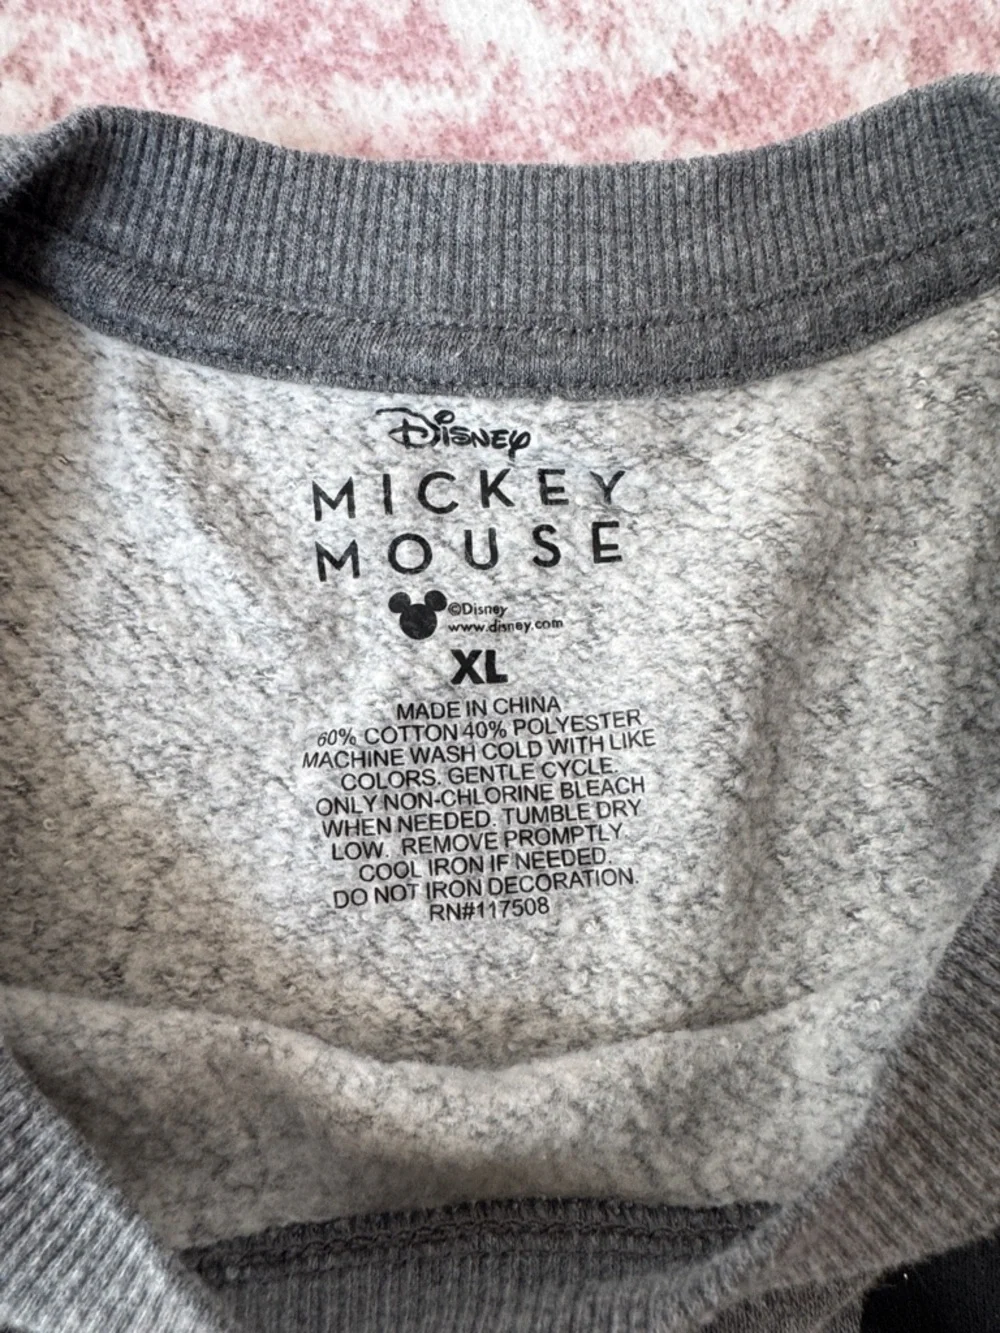 Disney
MICKEY
MOUSE
©Disney
www.disney.com
XL
MADE IN CHINA
60% COTTON 40% POLYESTER
MACHINE WASH COLD WITH LIKE
COLORS. GENTLE CYCLE.
ONLY NON-CHLORINE BLEACH
WHEN NEEDED. TUMBLE DRY
LOW. REMOVE PROMPTLY.
COOL IRON IF NEEDED.
DO NOT IRON DECORATION.
RN#117508